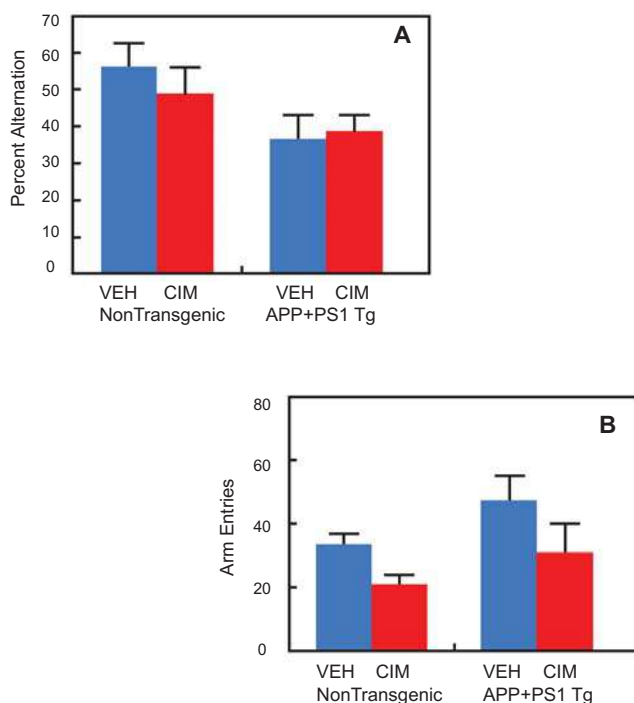 A
Percent Alternation
70
60
50
40
30
20
10
0
VEH CIM VEH CIM
NonTransgenic APP+PS1 Tg
B
Arm Entries
80
60
40
20
0
VEH CIM VEH CIM
NonTransgenic APP+PS1 Tg